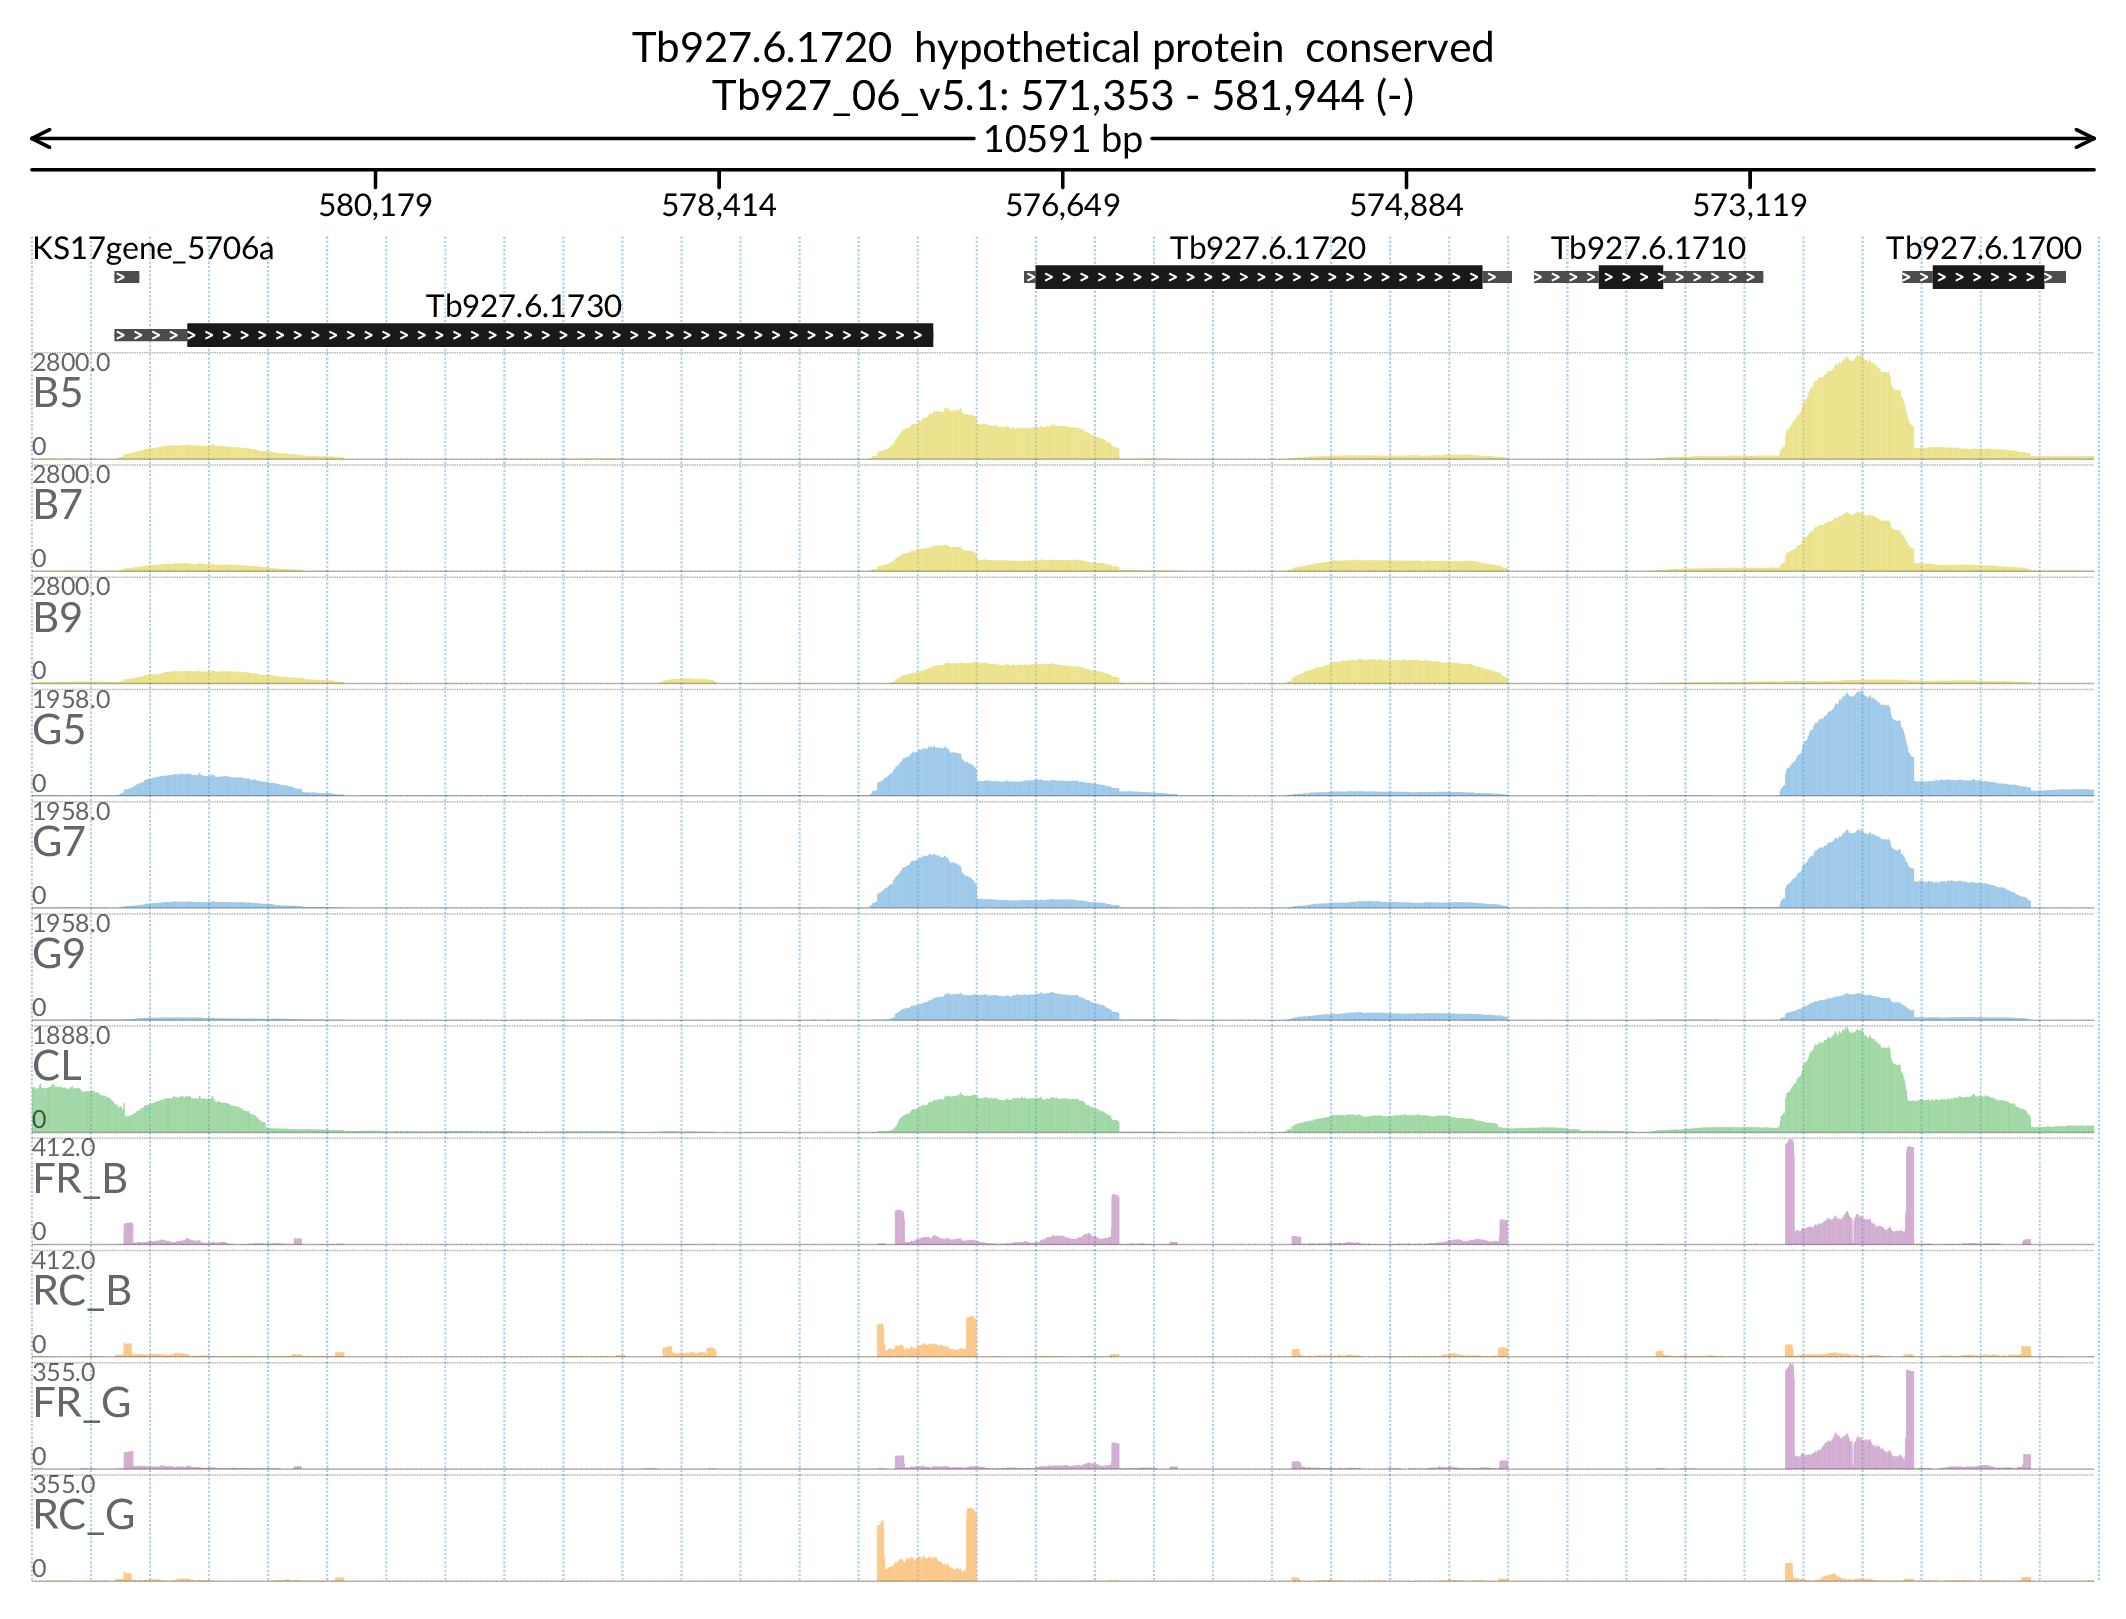 Tb927.6.1720  hypothetical protein  conserved
Tb927_06_v5.1: 571,353 - 581,944 (-)
10591 bp
580,179 578,414 576,649 574,884 573,119
KS17gene_5706a Tb927.6.1720 Tb927.6.1710 Tb927.6.1700
Tb927.6.1730
2800.0
B5
0
2800.0
B7
0
2800.0
B9
0
1958.0
G5
0
1958.0
G7
0
1958.0
G9
0
1888.0
CL
0
412.0
FR_B
0
412.0
RC_B
0
355.0
FR_G
0
355.0
RC_G
0